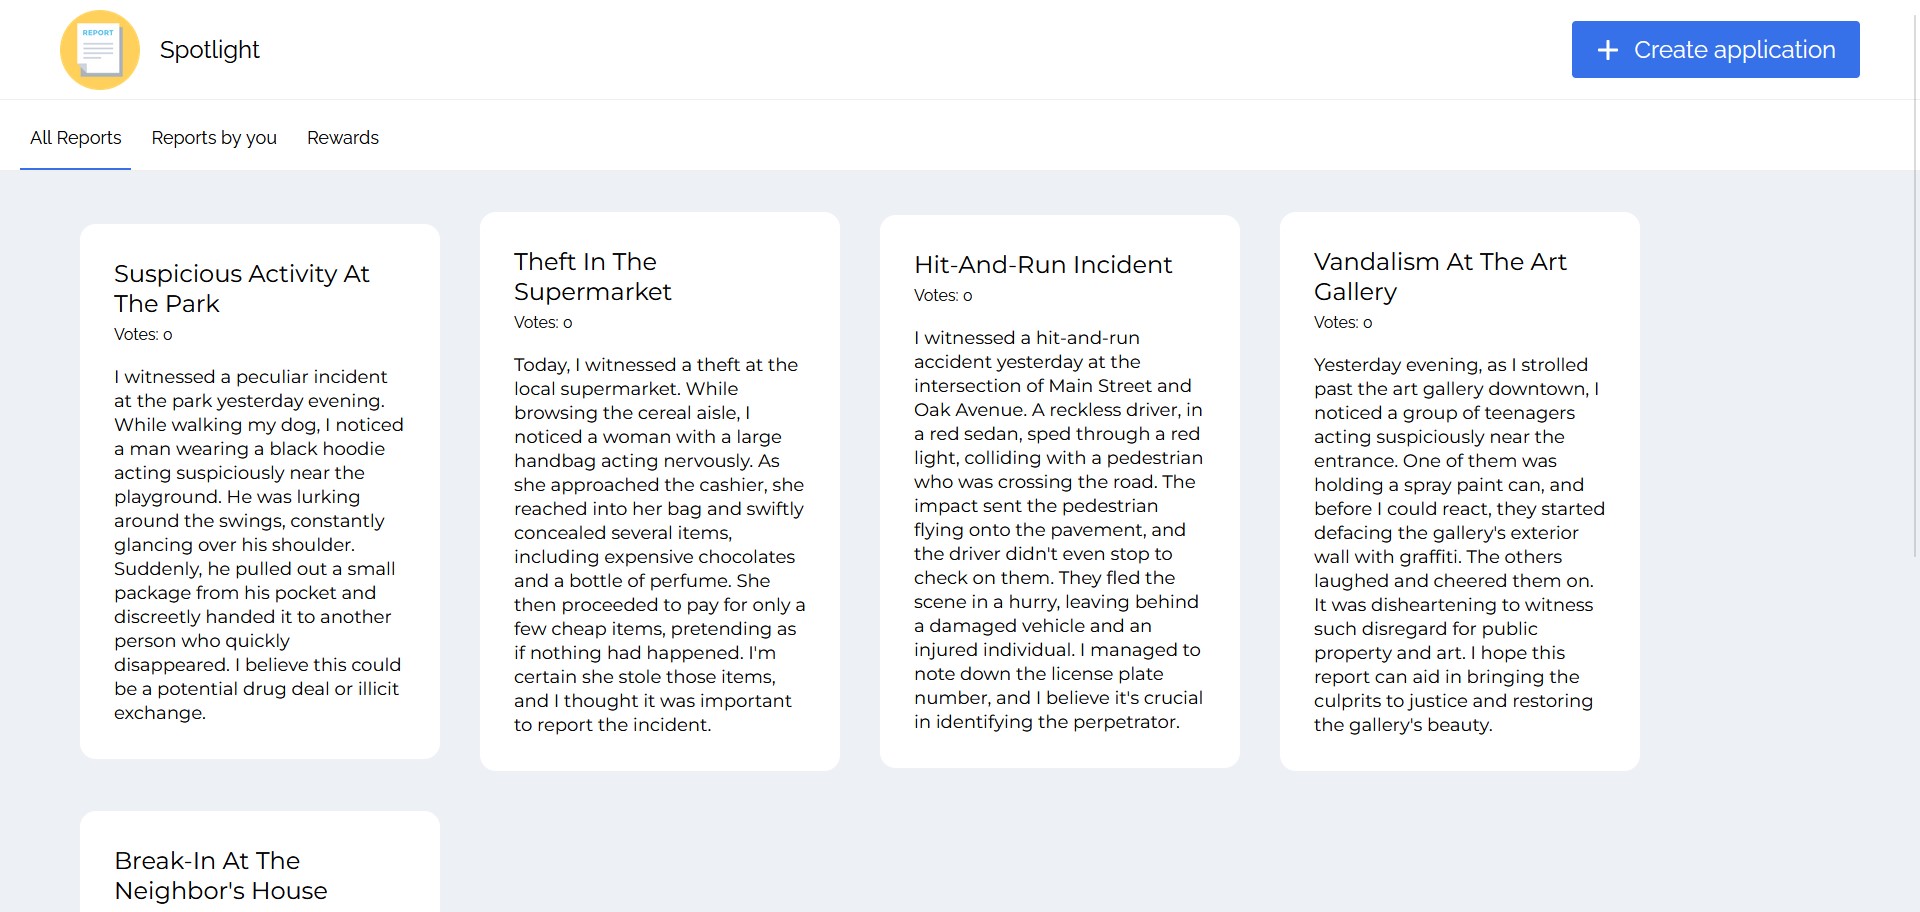 REPORT
Spotlight
Create application
All Reports
Reports by you
Rewards
Suspicious Activity At
The Park
Votes: 0
I witnessed a peculiar incident
at the park yesterday evening.
While walking my dog, I noticed
a man wearing a black hoodie
acting suspiciously near the
playground. He was lurking
around the swings, constantly
glancing over his shoulder.
Suddenly, he pulled out a small
package from his pocket and
discreetly handed it to another
person who quickly
disappeared. I believe this could
be a potential drug deal or illicit
exchange.
Theft In The
Supermarket
Votes: 0
Today, I witnessed a theft at the
local supermarket. While
browsing the cereal aisle, I
noticed a woman with a large
handbag acting nervously. As
she approached the cashier, she
reached into her bag and swiftly
concealed several items,
including expensive chocolates
and a bottle of perfume. She
then proceeded to pay for only a
few cheap items, pretending as
if nothing had happened. I'm
certain she stole those items,
and I thought it was important
to report the incident.
Hit-And-Run Incident
Votes: 0
I witnessed a hit-and-run
accident yesterday at the
intersection of Main Street and
Oak Avenue. A reckless driver, in
a red sedan, sped through a red
light, colliding with a pedestrian
who was crossing the road. The
impact sent the pedestrian
flying onto the pavement, and
the driver didn't even stop to
check on them. They fled the
scene in a hurry, leaving behind
a damaged vehicle and an
injured individual. I managed to
note down the license plate
number, and I believe it's crucial
in identifying the perpetrator.
Vandalism At The Art
Gallery
Votes: 0
Yesterday evening, as I strolled
past the art gallery downtown, I
noticed a group of teenagers
acting suspiciously near the
entrance. One of them was
holding a spray paint can, and
before I could react, they started
defacing the gallery's exterior
wall with graffiti. The others
laughed and cheered them on.
It was disheartening to witness
such disregard for public
property and art. I hope this
report can aid in bringing the
culprits to justice and restoring
the gallery's beauty.
Break-In At The
Neighbor's House